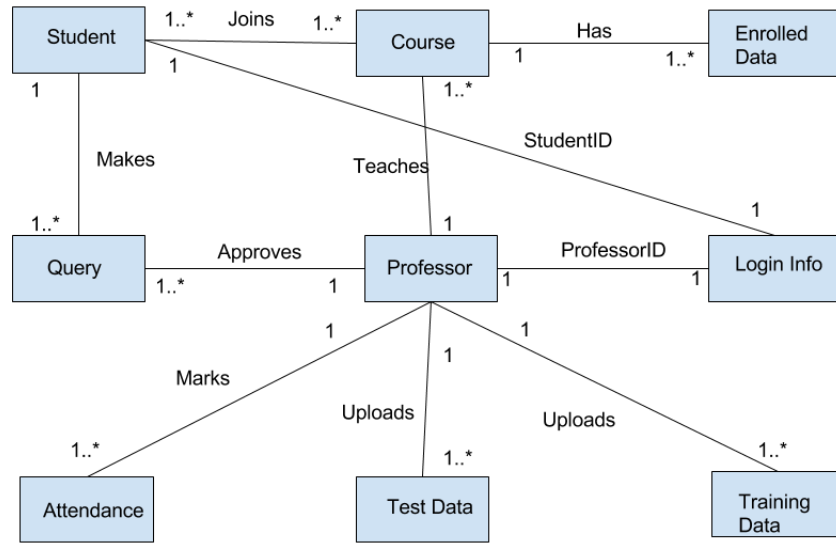 Student
1..*
Joins
1..*
Course
1
Has
1..*
Enrolled
Data
1
1
1..*
Makes
Teaches
StudentID
1..*
1
1
Query
1..*
Approves
1
Professor
1
ProfessorID
1
Login Info
1
1
1
Marks
Uploads
Uploads
1..*
1..*
1..*
Attendance
Test Data
Training
Data